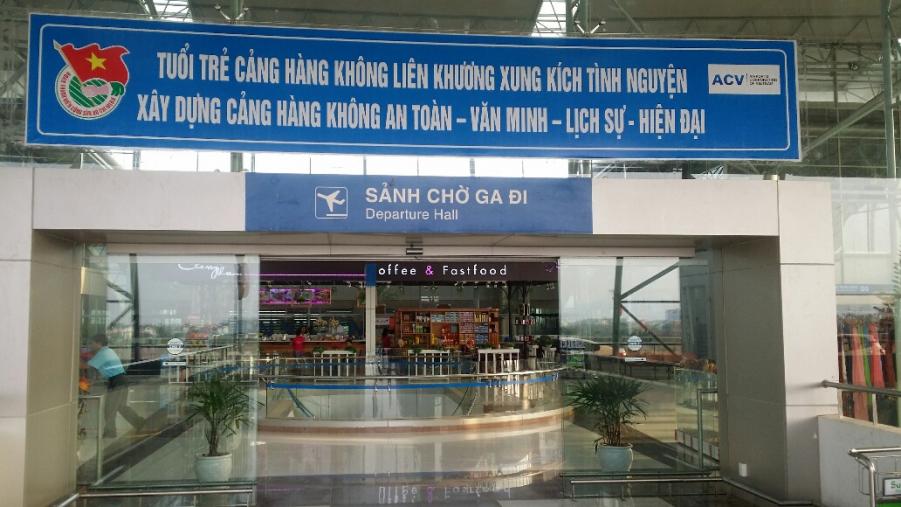 TUỔI TRẺ CẢNG HÀNG KHÔNG LIÊN KHƯƠNG XUNG KÍCH TÌNH NGUYỆN
XÂY DỰNG CẢNG HÀNG KHÔNG AN TOÀN – VĂN MINH – LỊCH SỰ - HIỆN ĐẠI
ACV
SẢNH CHỜ GA ĐI
Departure Hall
offee & Fastfood